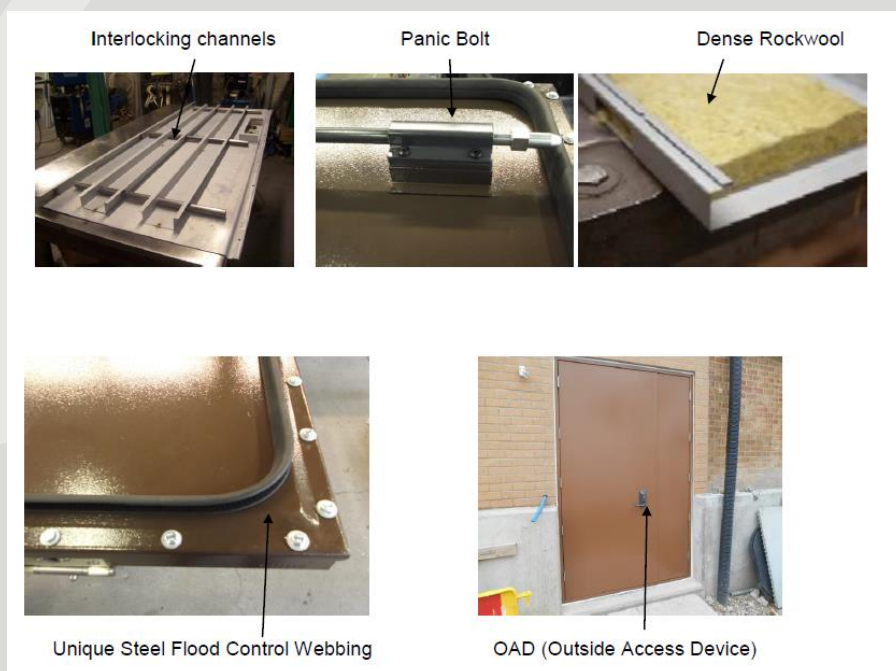 Interlocking channels
Panic Bolt
Dense Rockwool
Unique Steel Flood Control Webbing
OAD (Outside Access Device)